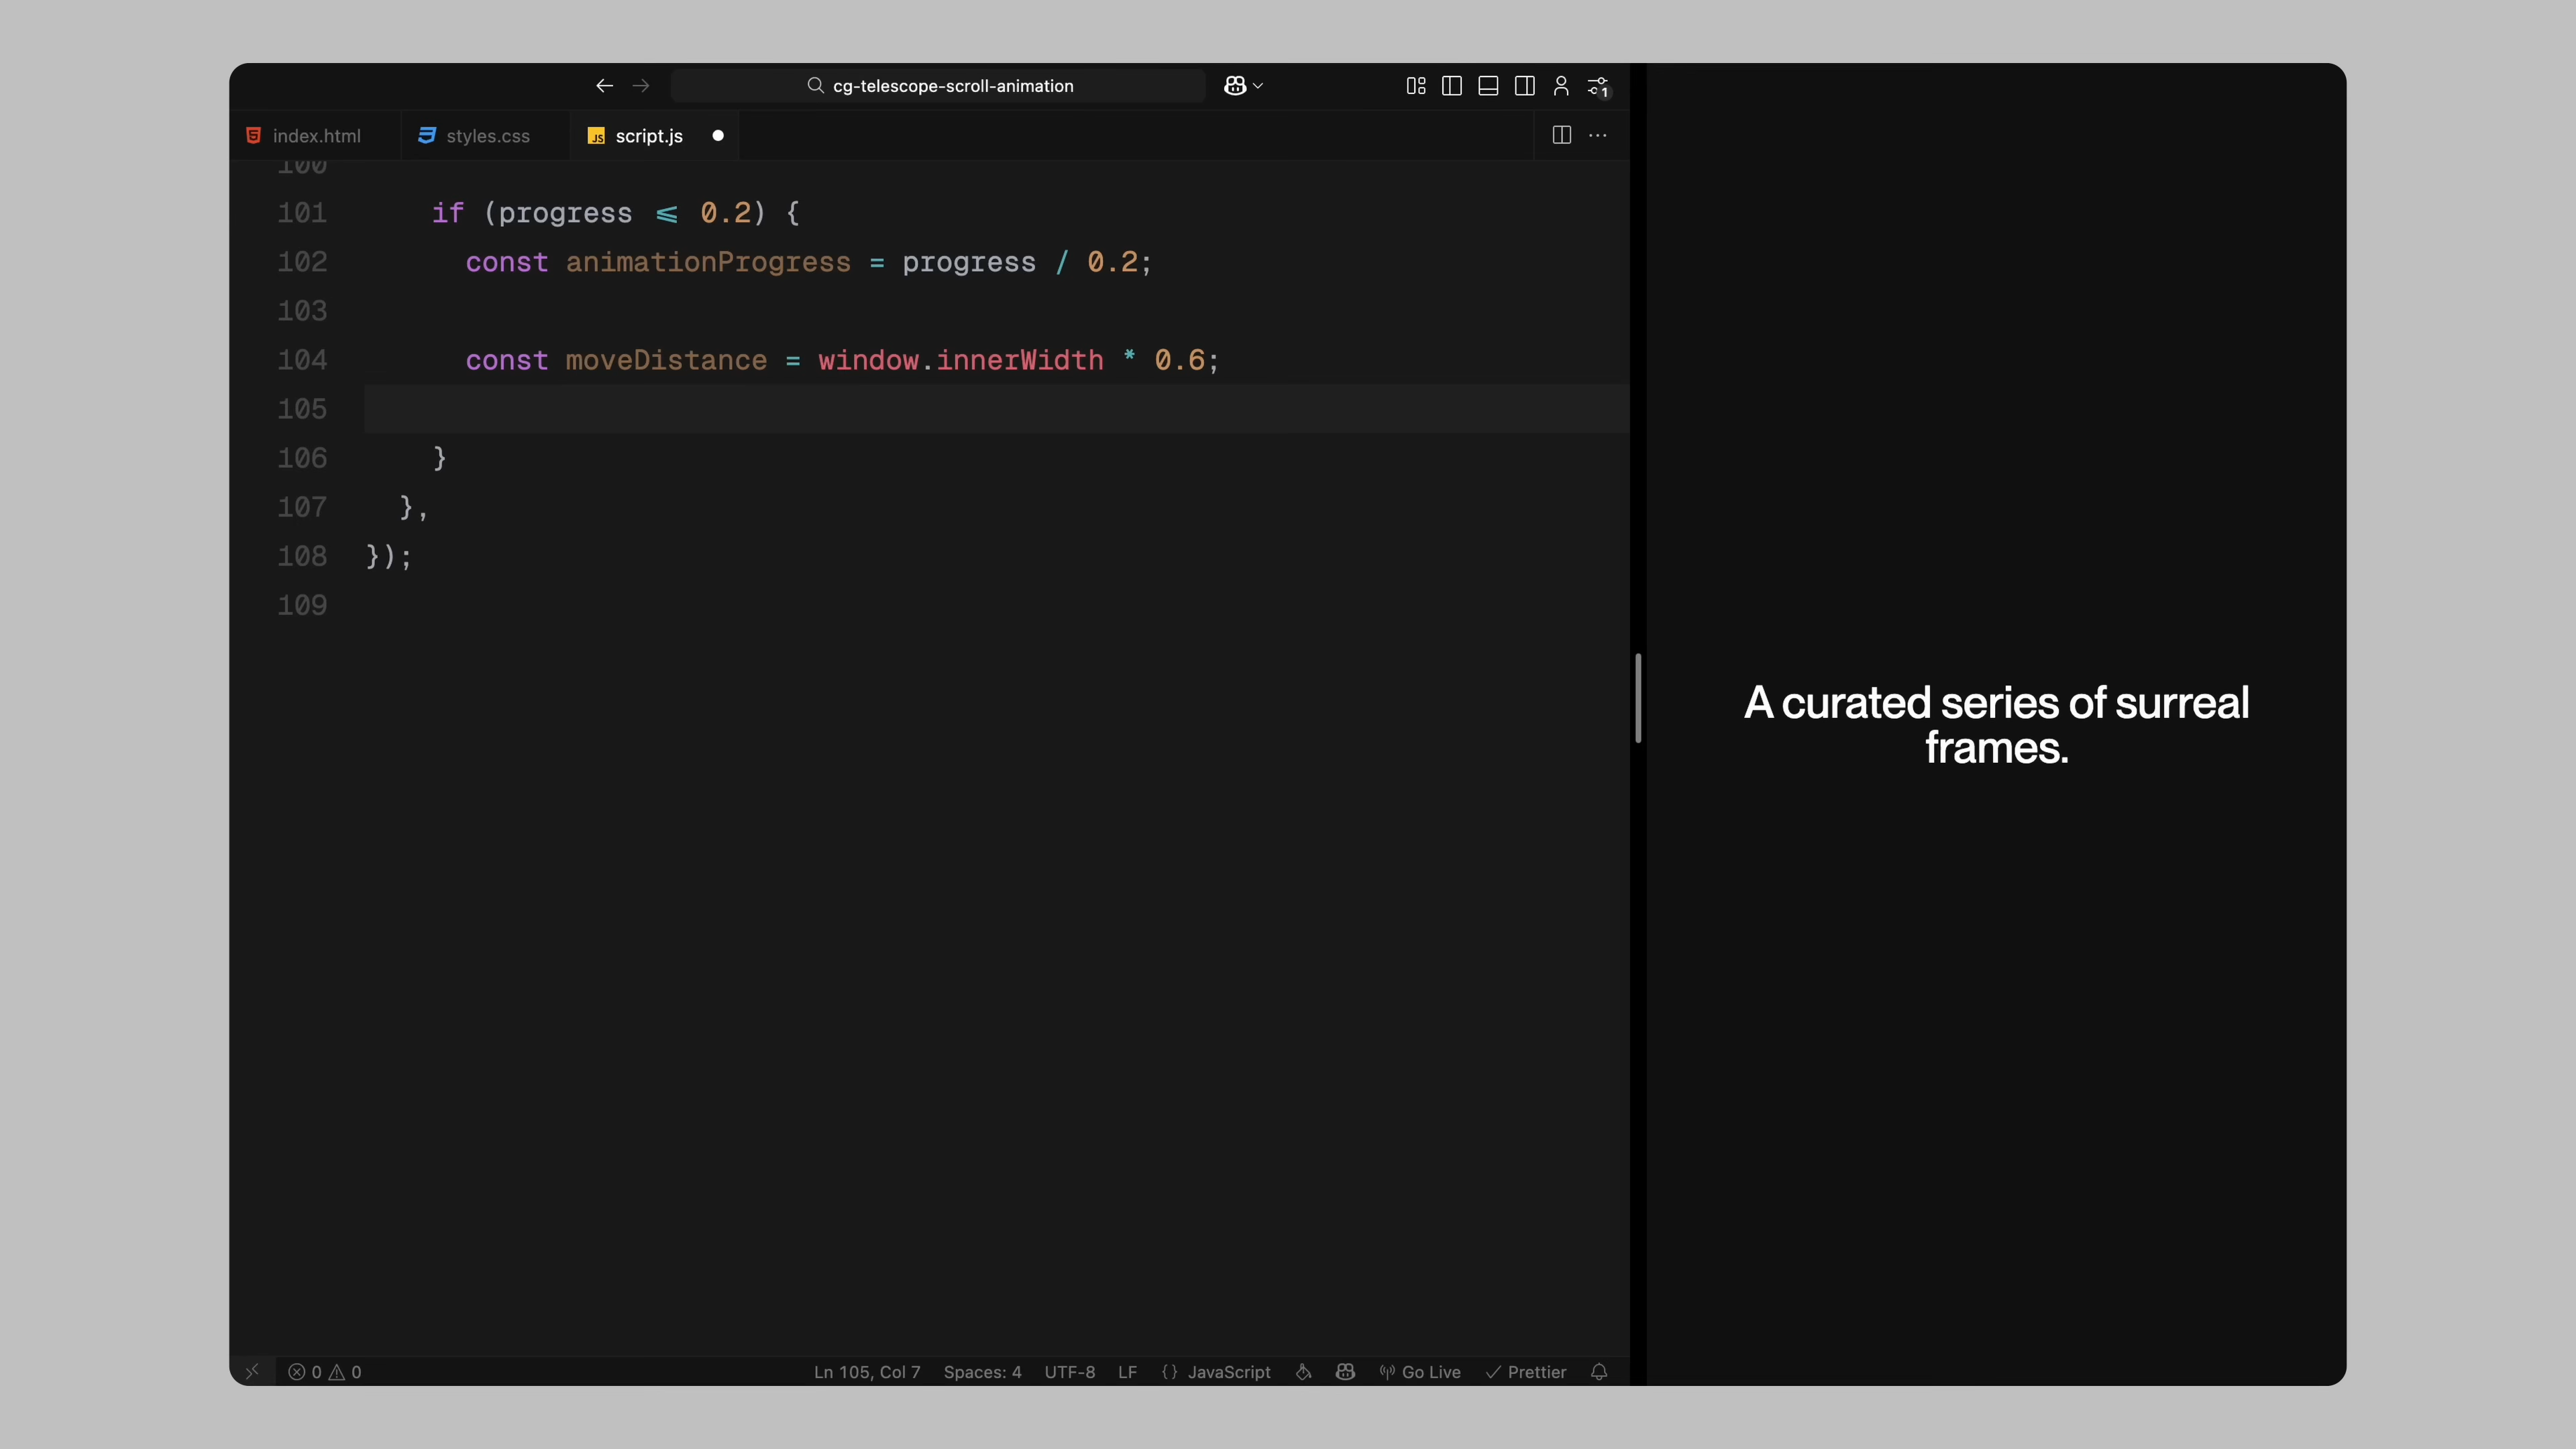 cg-telescope-scroll-animation
1
index.html
styles.css
JS script.js
100
101 if (progress <= 0.2) {
102 const animationProgress = progress / 0.2;
103
104 const moveDistance = window.innerWidth * 0.6;
105
106 }
107 },
108 });
109
A curated series of surreal
frames.
0 0 Ln 105, Col 7 Spaces: 4 UTF-8 LF {} JavaScript Go Live Prettier